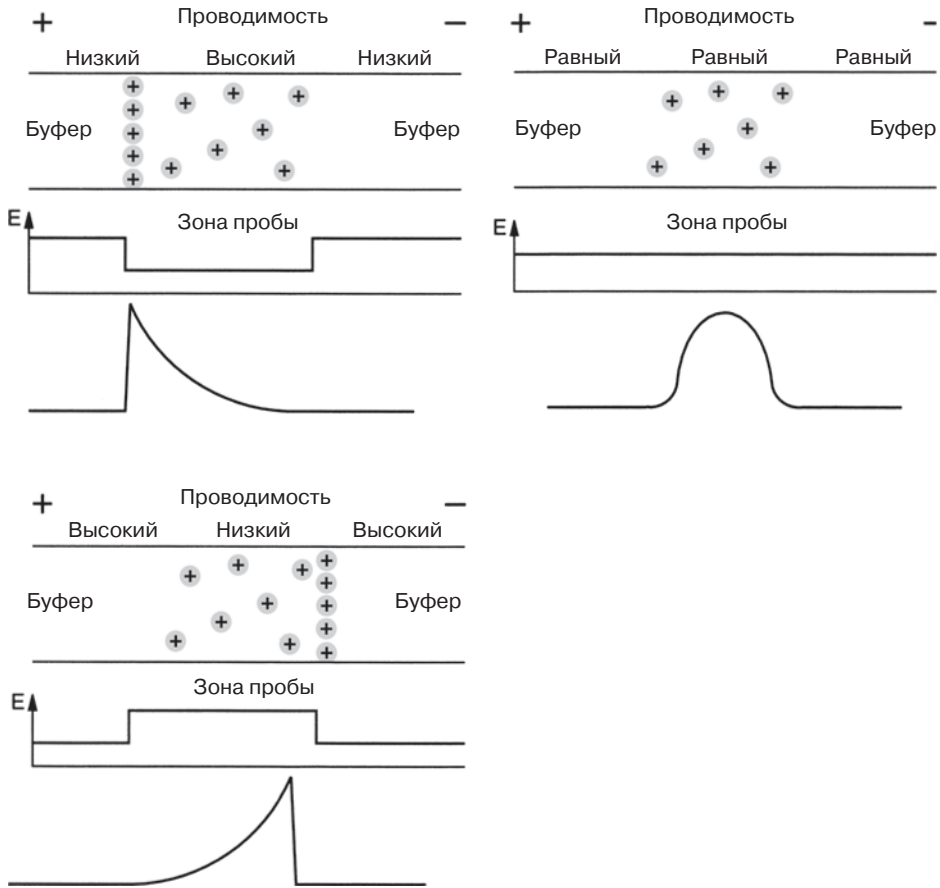 Проводимость
+ −
Низкий Высокий Низкий
+ + + + + + + + + + + + +
Буфер Буфер
E
Зона пробы
Проводимость
+ -
Равный Равный Равный
+ + + + + + + +
Буфер Буфер
E
Зона пробы
Проводимость
+ −
Высокий Низкий Высокий
+ + + + + + + + + + + + +
Буфер Буфер
E
Зона пробы